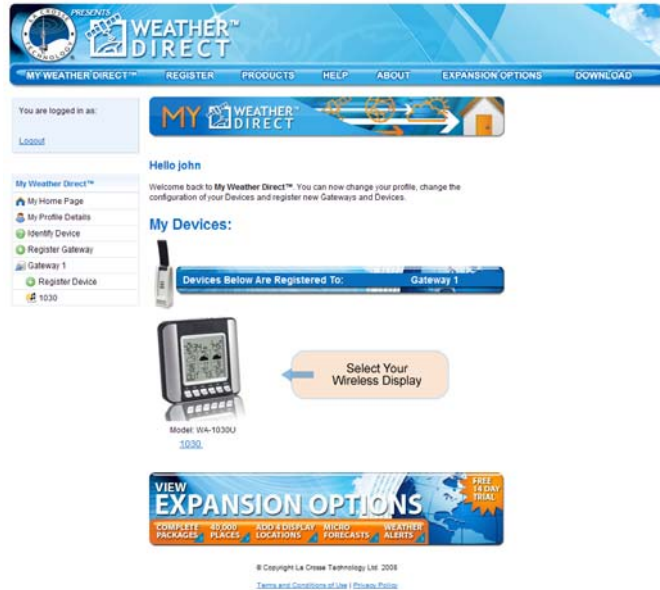 LA CROSSE TECHNOLOGY
PRESENTS
WEATHER™
DIRECT
MY WEATHER DIRECT™ REGISTER PRODUCTS HELP ABOUT EXPANSION OPTIONS DOWNLOAD
You are logged in as:
Logout
MY WEATHER™
DIRECT
Hello john
My Weather Direct™
Welcome back to My Weather Direct™. You can now change your profile, change the
configuration of your Devices and register new Gateways and Devices.
My Home Page
My Profile Details
Identify Device
Register Gateway
Gateway 1
Register Device
1030
My Devices:
Devices Below Are Registered To: Gateway 1
Select Your
Wireless Display
Model: WA-1030U
1030
VIEW
EXPANSION OPTIONS
FREE
14 DAY
TRIAL
COMPLETE
PACKAGES
40,000
PLACES
ADD 4 DISPLAY
LOCATIONS
MICRO
FORECASTS
WEATHER
ALERTS
© Copyright La Crosse Technology Ltd. 2008
Terms and Conditions of Use | Privacy Policy